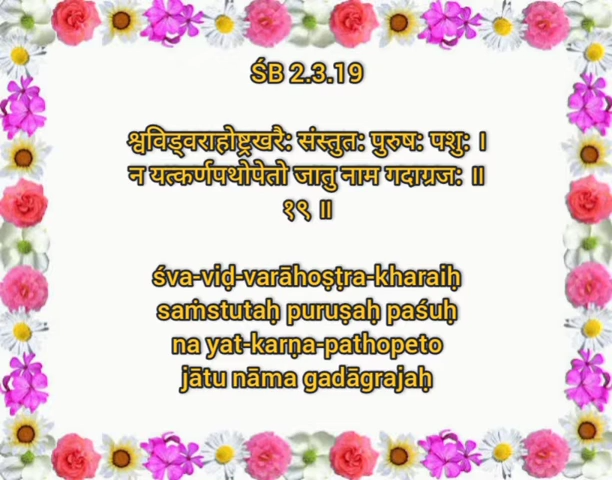 ŚB 2.3.19
श्वविड्‍वराहोष्ट्रखरै: संस्तुत: पुरुष: पशु: ।
न यत्कर्णपथोपेतो जातु नाम गदाग्रज: ॥
१९ ॥
śva-viḍ-varāhoṣṭra-kharaiḥ
saṁstutaḥ puruṣaḥ paśuḥ
na yat-karṇa-pathopeto
jātu nāma gadāgrajaḥ